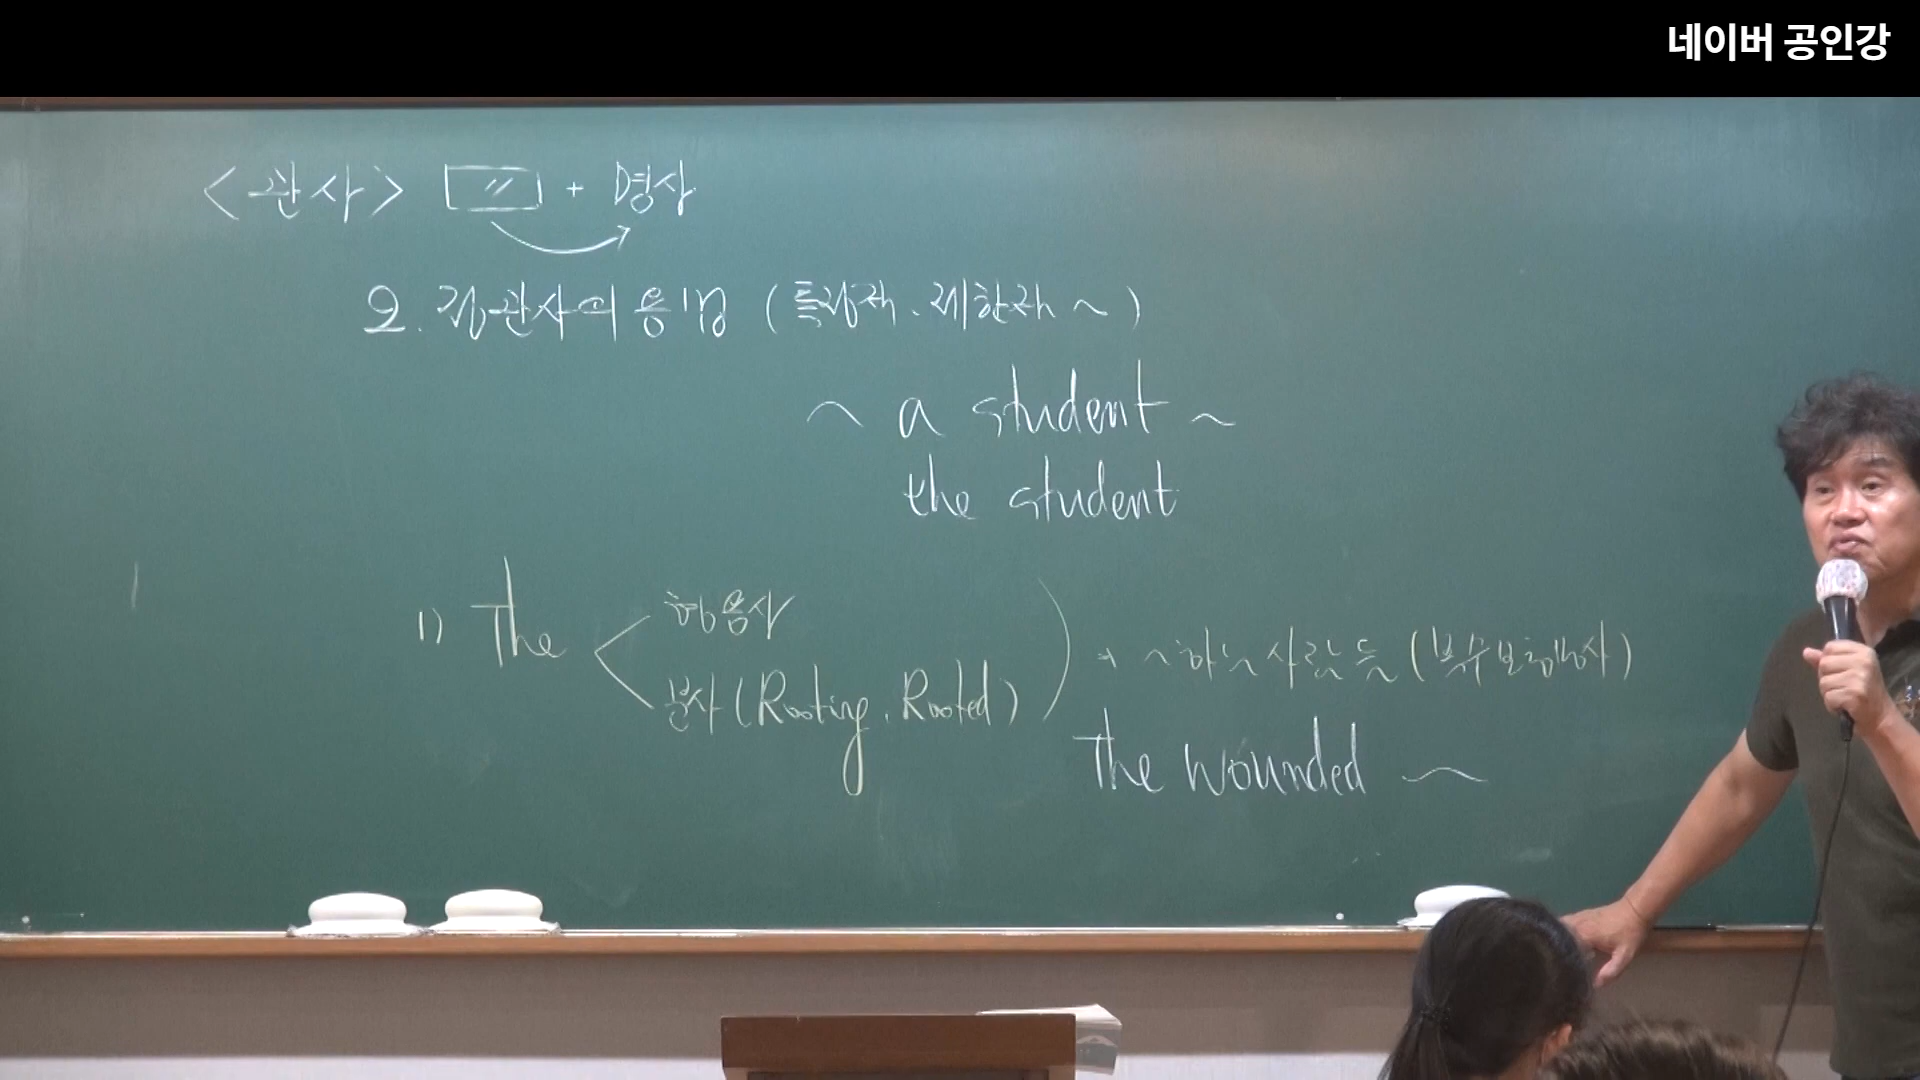 네이버 공인강
<관사> // + 명사
2. 정관사의 용법 (특정적, 제한적 ~)
~ a student ~
the student
1) The < 형용사
분사 (Rooting, Rooted)
→ ~하는 사람들 (복수보통명사)
The wounded ~